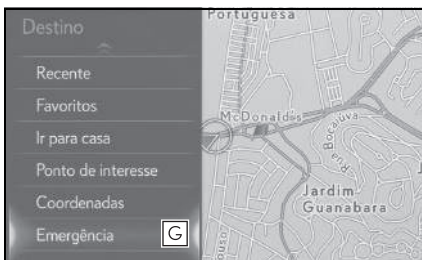 Destino
Recente
Favoritos
Ir para casa
Ponto de interesse
Coordenadas
Emergência
G
Portuguesa
McDonald's
Rua Bocaiúva
Jardim
Guanabara